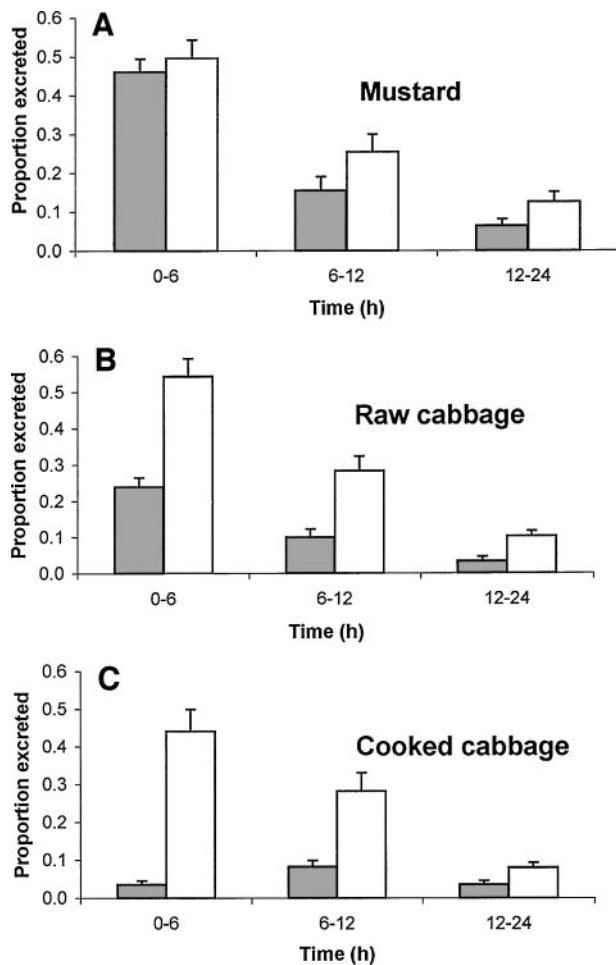 A
Mustard
Proportion excreted
0.6
0.5
0.4
0.3
0.2
0.1
0.0
0-6 6-12 12-24
Time (h)
B
Raw cabbage
Proportion excreted
0.6
0.5
0.4
0.3
0.2
0.1
0.0
0-6 6-12 12-24
Time (h)
C
Cooked cabbage
Proportion excreted
0.6
0.5
0.4
0.3
0.2
0.1
0.0
0-6 6-12 12-24
Time (h)